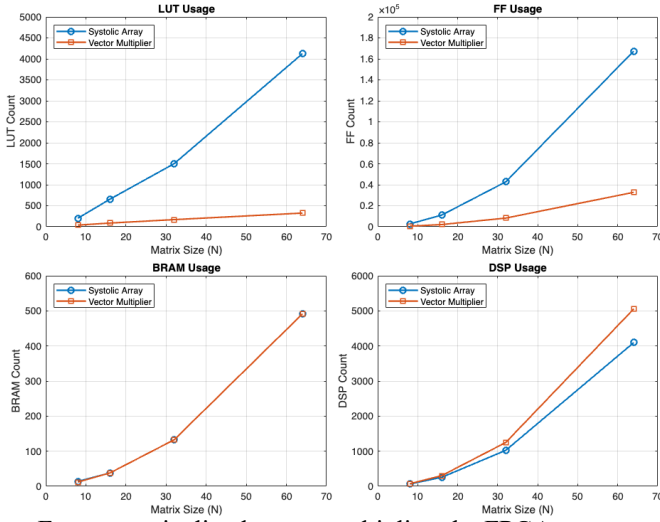 LUT Usage
5000
4500
4000
3500
3000
2500
2000
1500
1000
500
0
LUT Count
Systolic Array
Vector Multiplier
0 10 20 30 40 50 60 70
Matrix Size (N)
FF Usage
×10⁵
2
1.8
1.6
1.4
1.2
1
0.8
0.6
0.4
0.2
0
FF Count
Systolic Array
Vector Multiplier
0 10 20 30 40 50 60 70
Matrix Size (N)
BRAM Usage
600
500
400
300
200
100
0
BRAM Count
Systolic Array
Vector Multiplier
0 10 20 30 40 50 60 70
Matrix Size (N)
DSP Usage
6000
5000
4000
3000
2000
1000
0
DSP Count
Systolic Array
Vector Multiplier
0 10 20 30 40 50 60 70
Matrix Size (N)